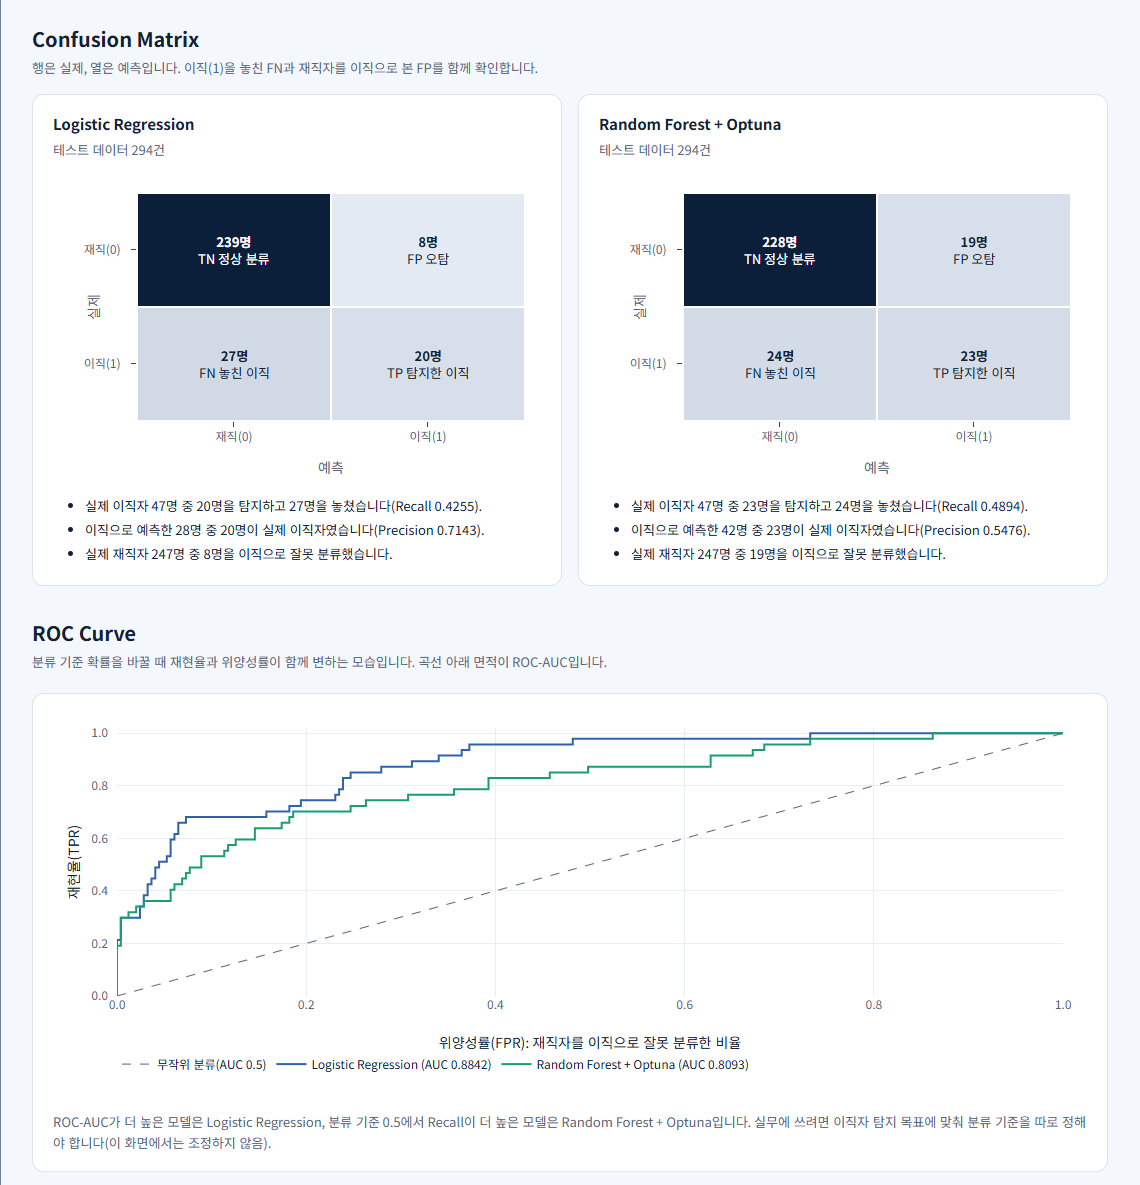 Confusion Matrix
행은 실제, 열은 예측입니다. 이직(1)을 놓친 FN과 재직자를 이직으로 본 FP를 함께 확인합니다.
Logistic Regression
테스트 데이터 294건
재직(0)
239명
TN 정상 분류
8명
FP 오탐
실제
이직(1)
27명
FN 놓친 이직
20명
TP 탐지한 이직
재직(0)
이직(1)
예측
실제 이직자 47명 중 20명을 탐지하고 27명을 놓쳤습니다(Recall 0.4255).
이직으로 예측한 28명 중 20명이 실제 이직자였습니다(Precision 0.7143).
실제 재직자 247명 중 8명을 이직으로 잘못 분류했습니다.
Random Forest + Optuna
테스트 데이터 294건
재직(0)
228명
TN 정상 분류
19명
FP 오탐
실제
이직(1)
24명
FN 놓친 이직
23명
TP 탐지한 이직
재직(0)
이직(1)
예측
실제 이직자 47명 중 23명을 탐지하고 24명을 놓쳤습니다(Recall 0.4894).
이직으로 예측한 42명 중 23명이 실제 이직자였습니다(Precision 0.5476).
실제 재직자 247명 중 19명을 이직으로 잘못 분류했습니다.
ROC Curve
분류 기준 확률을 바꿀 때 재현율과 위양성률이 함께 변하는 모습입니다. 곡선 아래 면적이 ROC-AUC입니다.
재현율(TPR)
1.0
0.8
0.6
0.4
0.2
0.0
0.0
0.2
0.4
0.6
0.8
1.0
위양성률(FPR): 재직자를 이직으로 잘못 분류한 비율
무작위 분류(AUC 0.5)
Logistic Regression (AUC 0.8842)
Random Forest + Optuna (AUC 0.8093)
ROC-AUC가 더 높은 모델은 Logistic Regression, 분류 기준 0.5에서 Recall이 더 높은 모델은 Random Forest + Optuna입니다. 실무에 쓰려면 이직자 탐지 목표에 맞춰 분류 기준을 따로 정해
야 합니다(이 화면에서는 조정하지 않음).